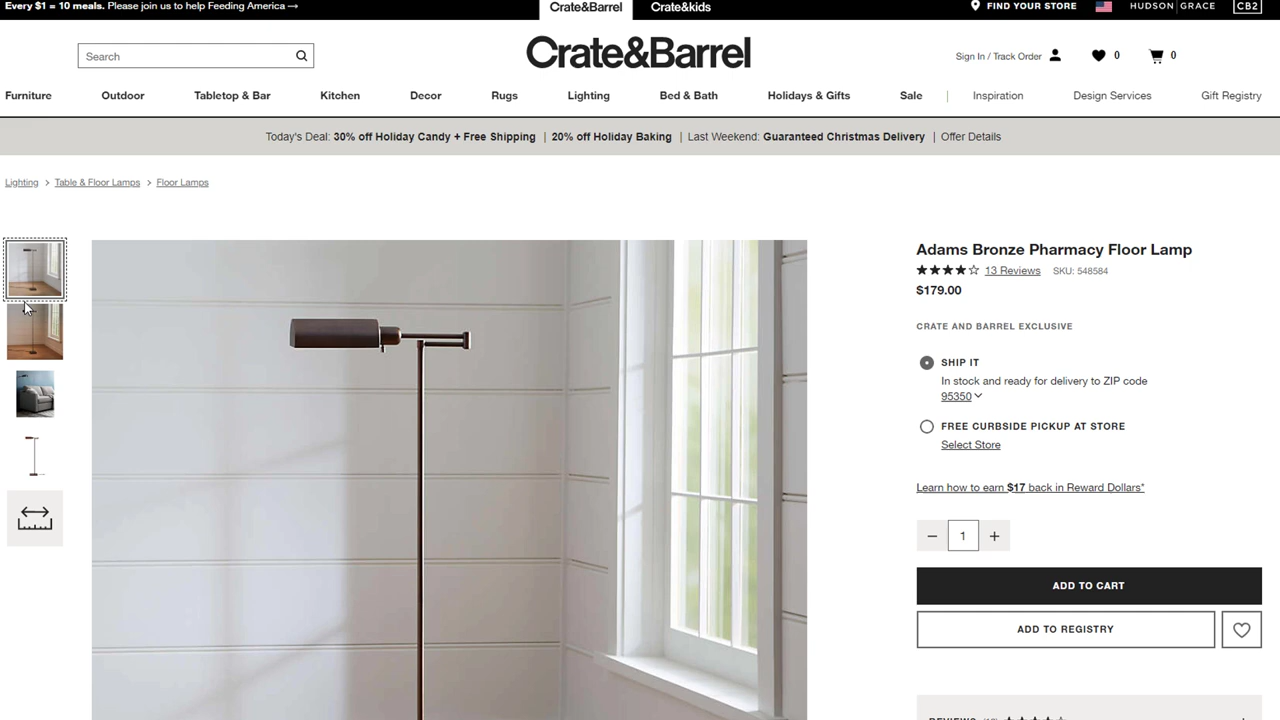 Every $1 = 10 meals. Please join us to help Feeding America →
Crate&Barrel
Crate&kids
FIND YOUR STORE
HUDSON | GRACE
CB2
Search
Crate&Barrel
Sign In / Track Order
0
0
Furniture
Outdoor
Tabletop & Bar
Kitchen
Decor
Rugs
Lighting
Bed & Bath
Holidays & Gifts
Sale
Inspiration
Design Services
Gift Registry
Today's Deal: 30% off Holiday Candy + Free Shipping | 20% off Holiday Baking | Last Weekend: Guaranteed Christmas Delivery | Offer Details
Lighting > Table & Floor Lamps > Floor Lamps
Adams Bronze Pharmacy Floor Lamp
13 Reviews SKU: 548584
$179.00
CRATE AND BARREL EXCLUSIVE
SHIP IT
In stock and ready for delivery to ZIP code
95350
FREE CURBSIDE PICKUP AT STORE
Select Store
Learn how to earn $17 back in Reward Dollars*
− 1 +
ADD TO CART
ADD TO REGISTRY
REVIEWS